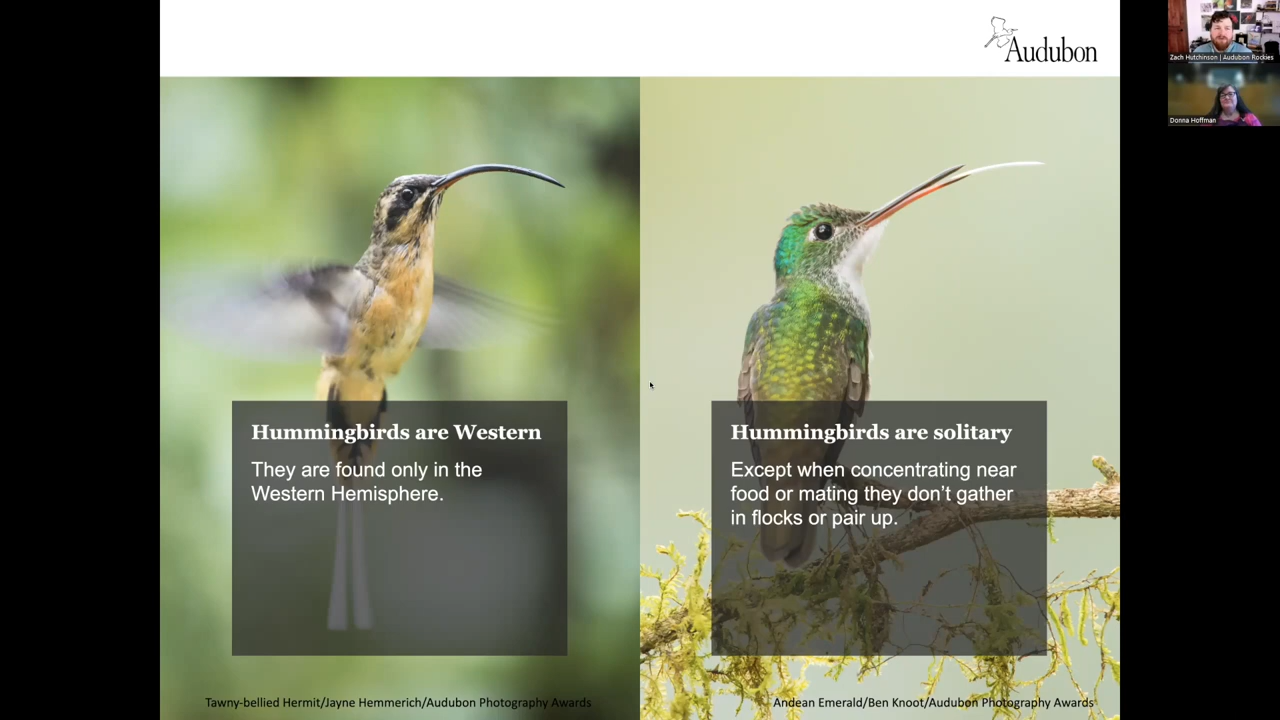 Audubon
Zach Hutchinson | Audubon Rockies
Donna Hoffman
Hummingbirds are Western
They are found only in the
Western Hemisphere.
Hummingbirds are solitary
Except when concentrating near
food or mating they don’t gather
in flocks or pair up.
Tawny-bellied Hermit/Jayne Hemmerich/Audubon Photography Awards
Andean Emerald/Ben Knoot/Audubon Photography Awards